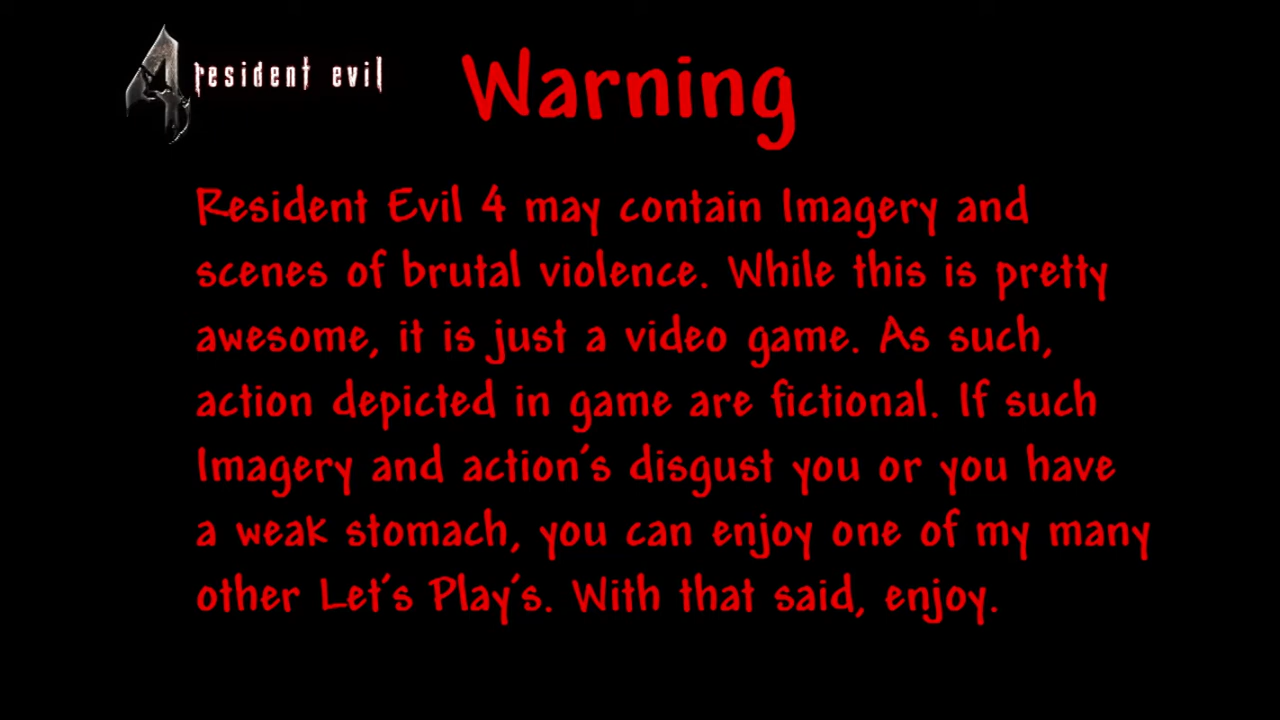 4 resident evil
Warning
Resident Evil 4 may contain Imagery and
scenes of brutal violence. While this is pretty
awesome, it is just a video game. As such,
action depicted in game are fictional. If such
Imagery and action's disgust you or you have
a weak stomach, you can enjoy one of my many
other Let's Play's. With that said, enjoy.